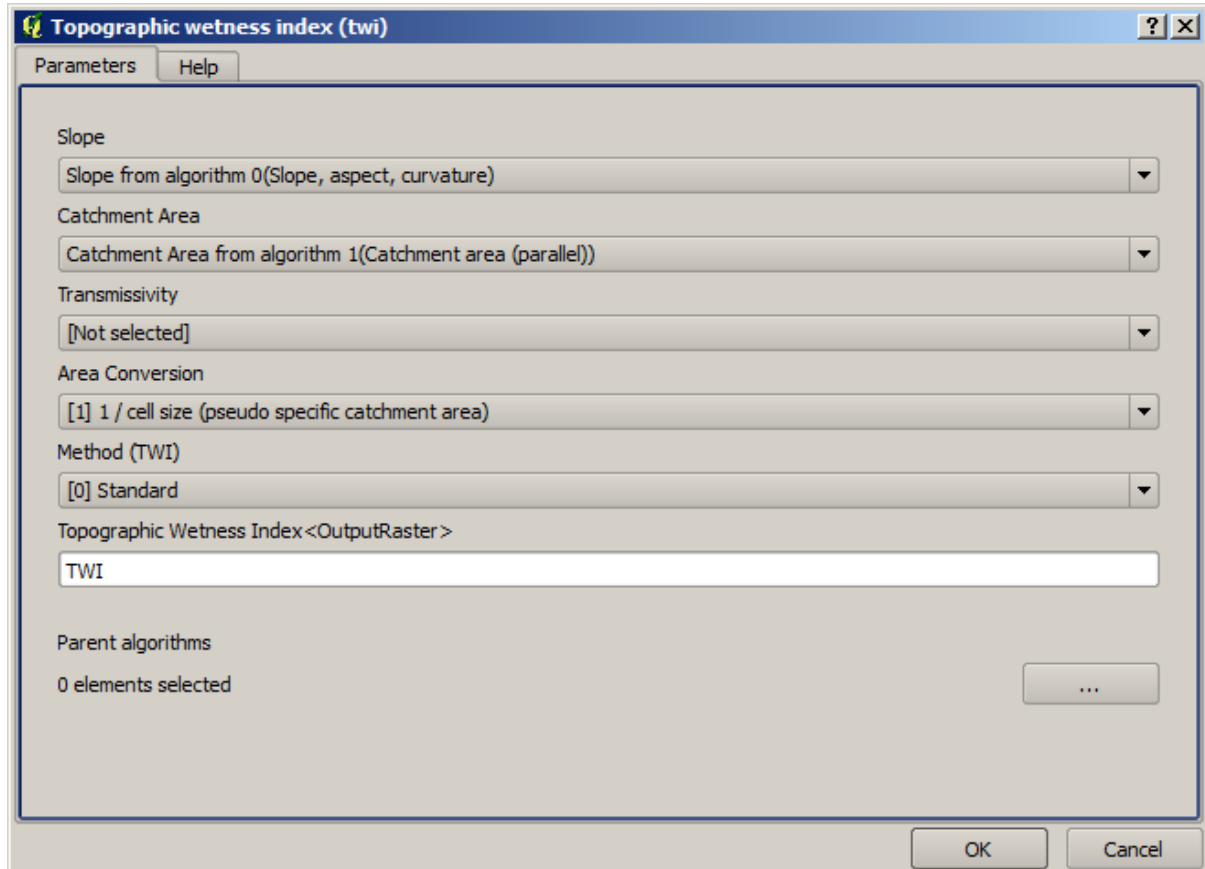 Topographic wetness index (twi)
Parameters Help
Slope
Slope from algorithm 0(Slope, aspect, curvature)
Catchment Area
Catchment Area from algorithm 1(Catchment area (parallel))
Transmissivity
[Not selected]
Area Conversion
[1] 1 / cell size (pseudo specific catchment area)
Method (TWI)
[0] Standard
Topographic Wetness Index<OutputRaster>
TWI
Parent algorithms
0 elements selected ...
OK Cancel